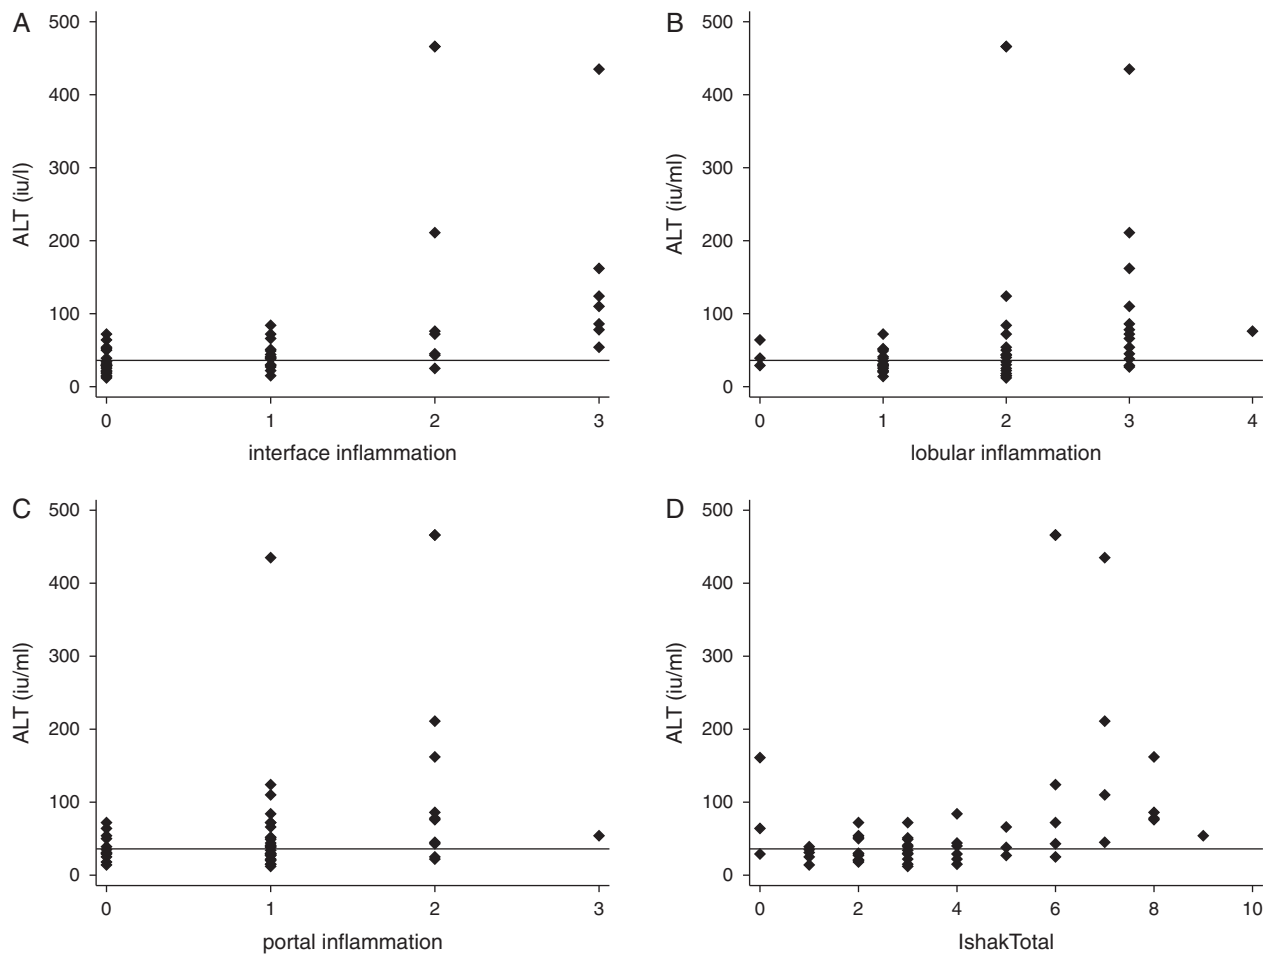 A
500
400
300
200
100
0
ALT (iu/l)
0 1 2 3
interface inflammation
B
500
400
300
200
100
0
ALT (iu/ml)
0 1 2 3 4
lobular inflammation
C
500
400
300
200
100
0
ALT (iu/ml)
0 1 2 3
portal inflammation
D
500
400
300
200
100
0
ALT (iu/ml)
0 2 4 6 8 10
IshakTotal